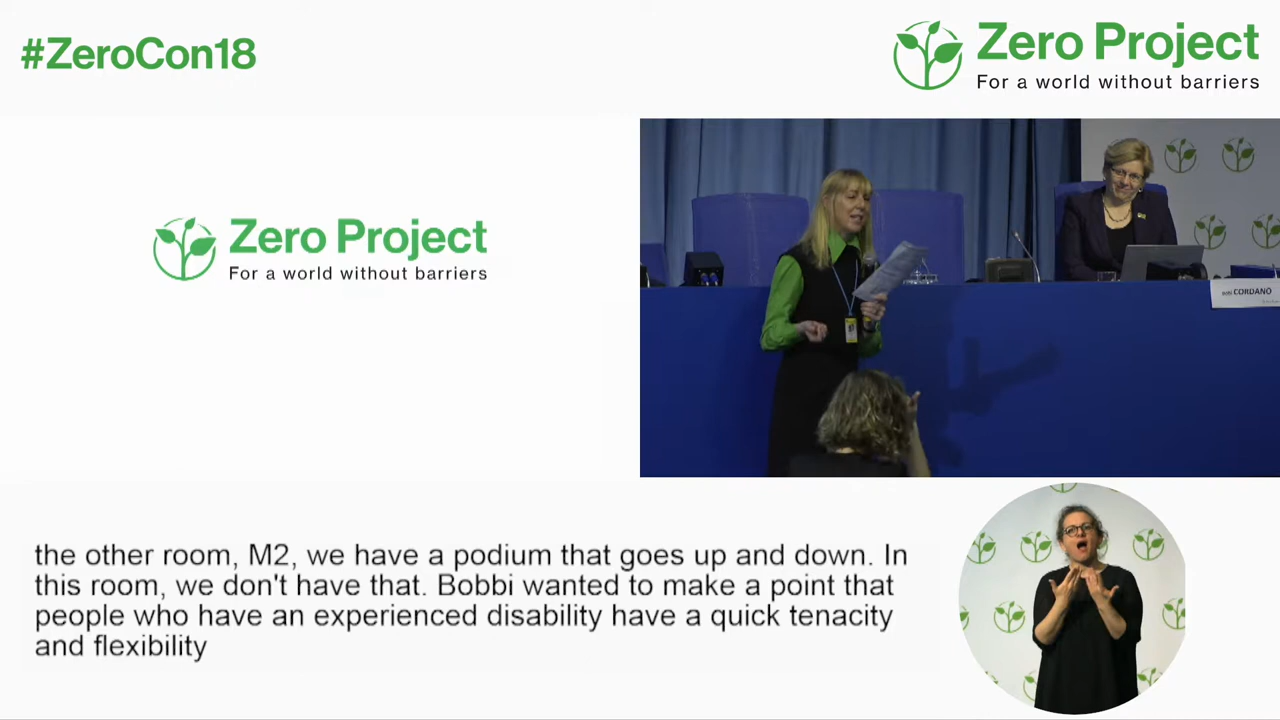 #ZeroCon18
Zero Project
For a world without barriers
Zero Project
For a world without barriers
CORDANO
the other room, M2, we have a podium that goes up and down. In
this room, we don't have that. Bobbi wanted to make a point that
people who have an experienced disability have a quick tenacity
and flexibility